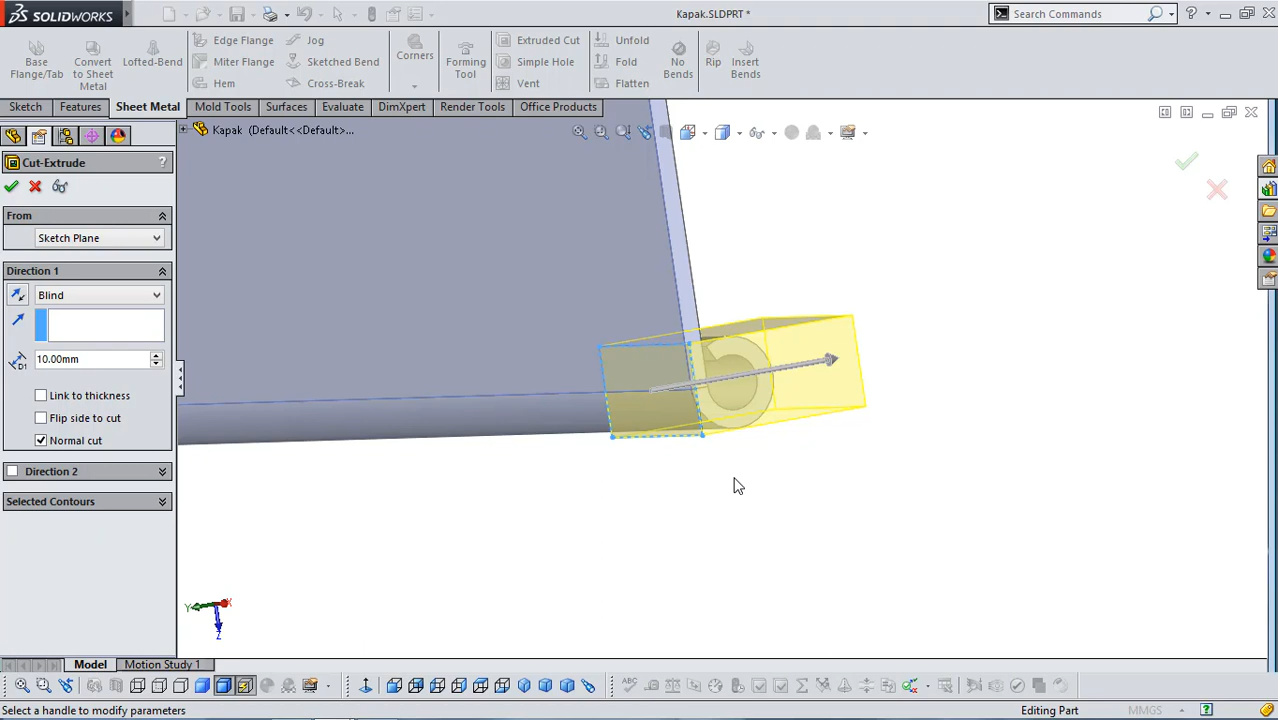 SOLIDWORKS
Kapak.SLDPRT *
Search Commands
Base
Flange/Tab
Convert
to Sheet
Metal
Lofted-Bend
Edge Flange
Miter Flange
Hem
Jog
Sketched Bend
Cross-Break
Corners
Forming
Tool
Extruded Cut
Simple Hole
Vent
Unfold
Fold
Flatten
No
Bends
Rip
Insert
Bends
Sketch
Features
Sheet Metal
Mold Tools
Surfaces
Evaluate
DimXpert
Render Tools
Office Products
Kapak (Default<<Default>...
Cut-Extrude
?
From
Sketch Plane
Direction 1
Blind
D1
10.00mm
Link to thickness
Flip side to cut
Normal cut
Direction 2
Selected Contours
Y
X
Z
Model
Motion Study 1
Select a handle to modify parameters
Editing Part
MMGS